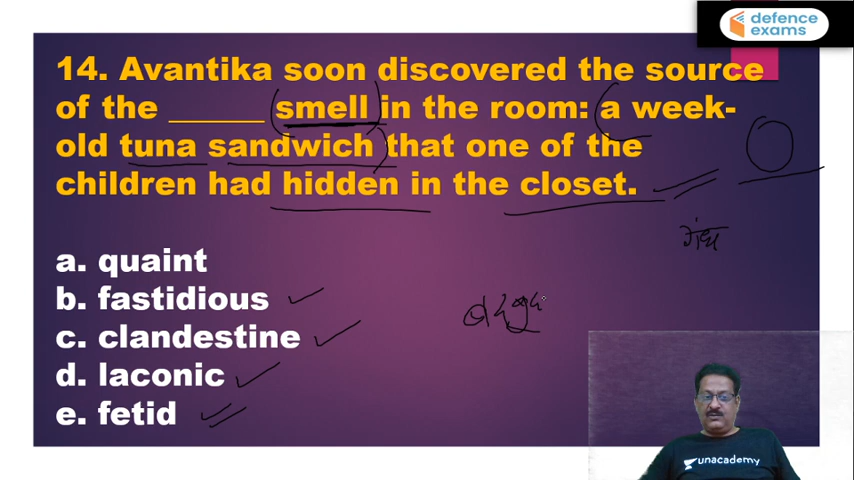 defence
exams
14. Avantika soon discovered the source
of the ______ smell in the room: a week-
old tuna sandwich that one of the
children had hidden in the closet.
a. quaint
b. fastidious
c. clandestine
d. laconic
e. fetid
unacademy